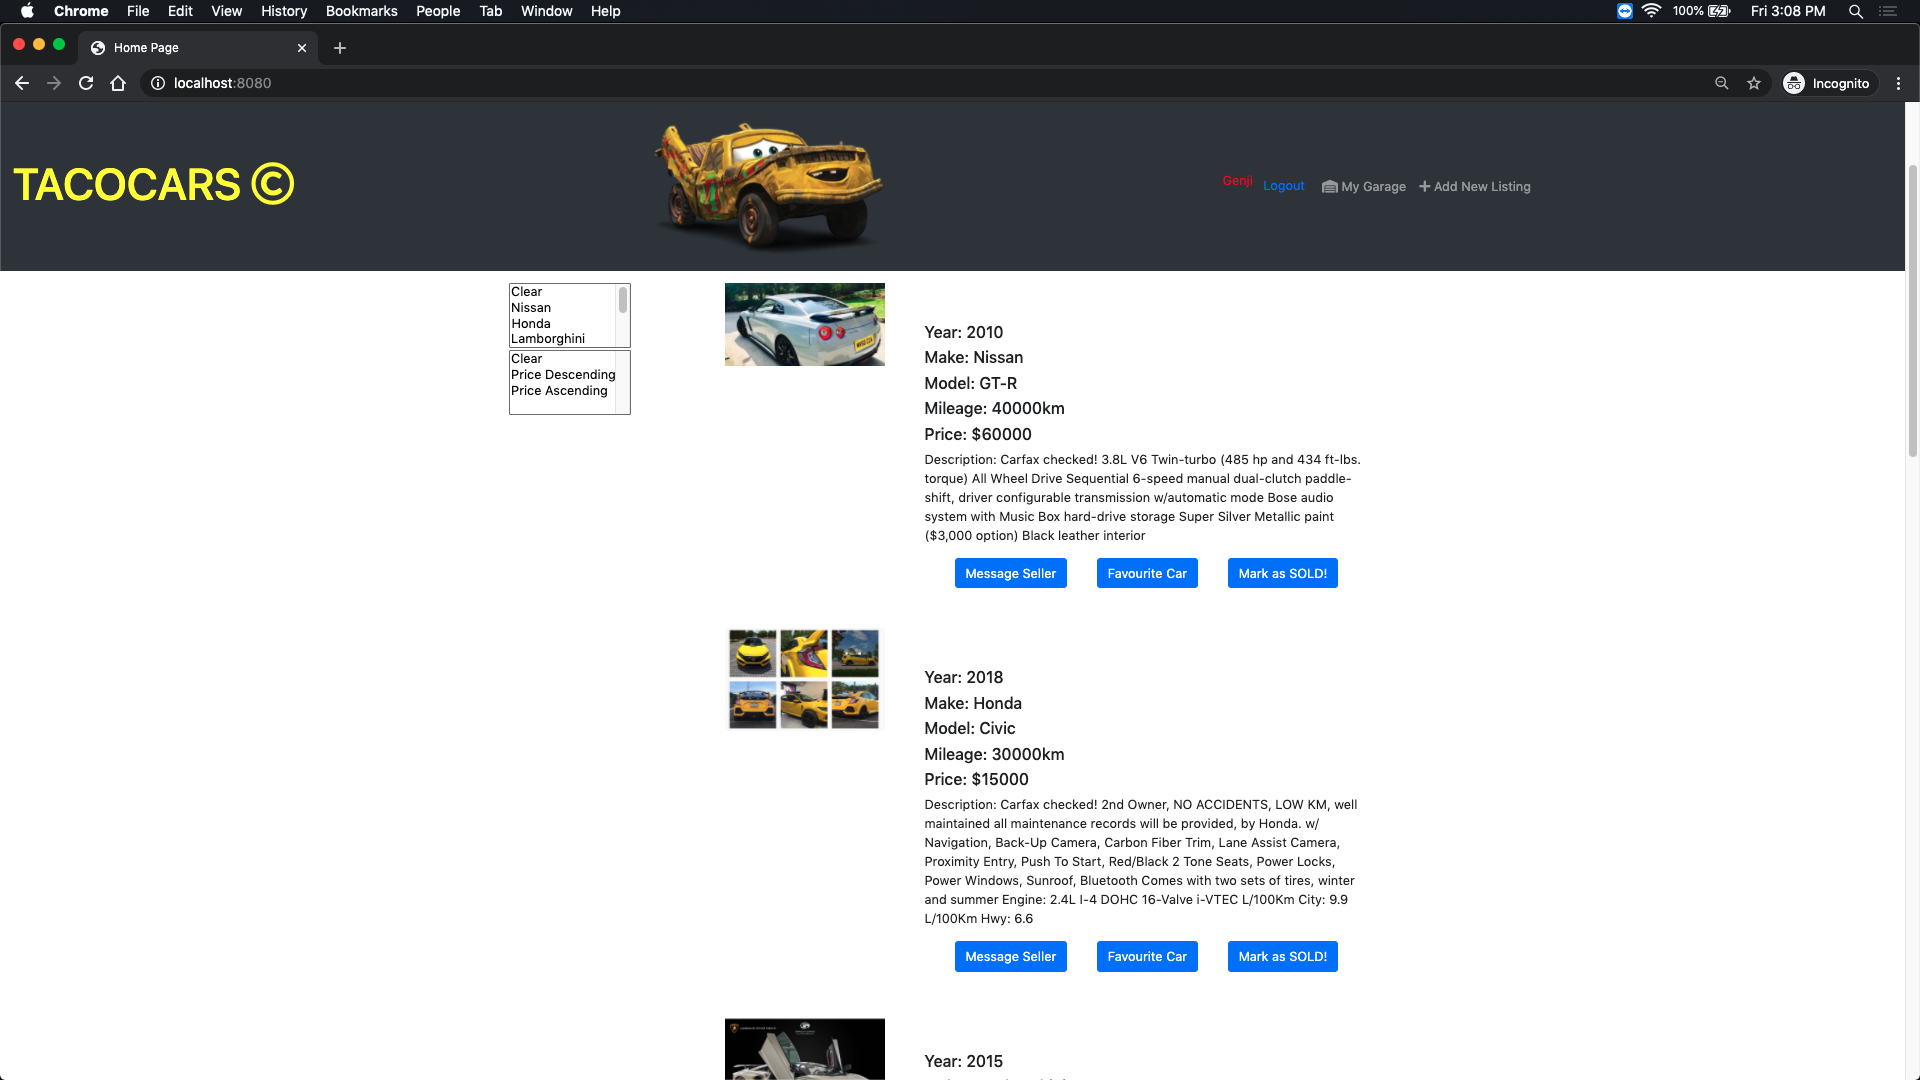 Chrome File Edit View History Bookmarks People Tab Window Help 100% Fri 3:08 PM
Home Page
localhost:8080 Incognito
TACOCARS ©
Genji Logout My Garage Add New Listing
Clear
Nissan
Honda
Lamborghini
Clear
Price Descending
Price Ascending
Year: 2010
Make: Nissan
Model: GT-R
Mileage: 40000km
Price: $60000
Description: Carfax checked! 3.8L V6 Twin-turbo (485 hp and 434 ft-lbs.
torque) All Wheel Drive Sequential 6-speed manual dual-clutch paddle-
shift, driver configurable transmission w/automatic mode Bose audio
system with Music Box hard-drive storage Super Silver Metallic paint
($3,000 option) Black leather interior
Message Seller Favourite Car Mark as SOLD!
Year: 2018
Make: Honda
Model: Civic
Mileage: 30000km
Price: $15000
Description: Carfax checked! 2nd Owner, NO ACCIDENTS, LOW KM, well
maintained all maintenance records will be provided, by Honda. w/
Navigation, Back-Up Camera, Carbon Fiber Trim, Lane Assist Camera,
Proximity Entry, Push To Start, Red/Black 2 Tone Seats, Power Locks,
Power Windows, Sunroof, Bluetooth Comes with two sets of tires, winter
and summer Engine: 2.4L I-4 DOHC 16-Valve i-VTEC L/100Km City: 9.9
L/100Km Hwy: 6.6
Message Seller Favourite Car Mark as SOLD!
Year: 2015